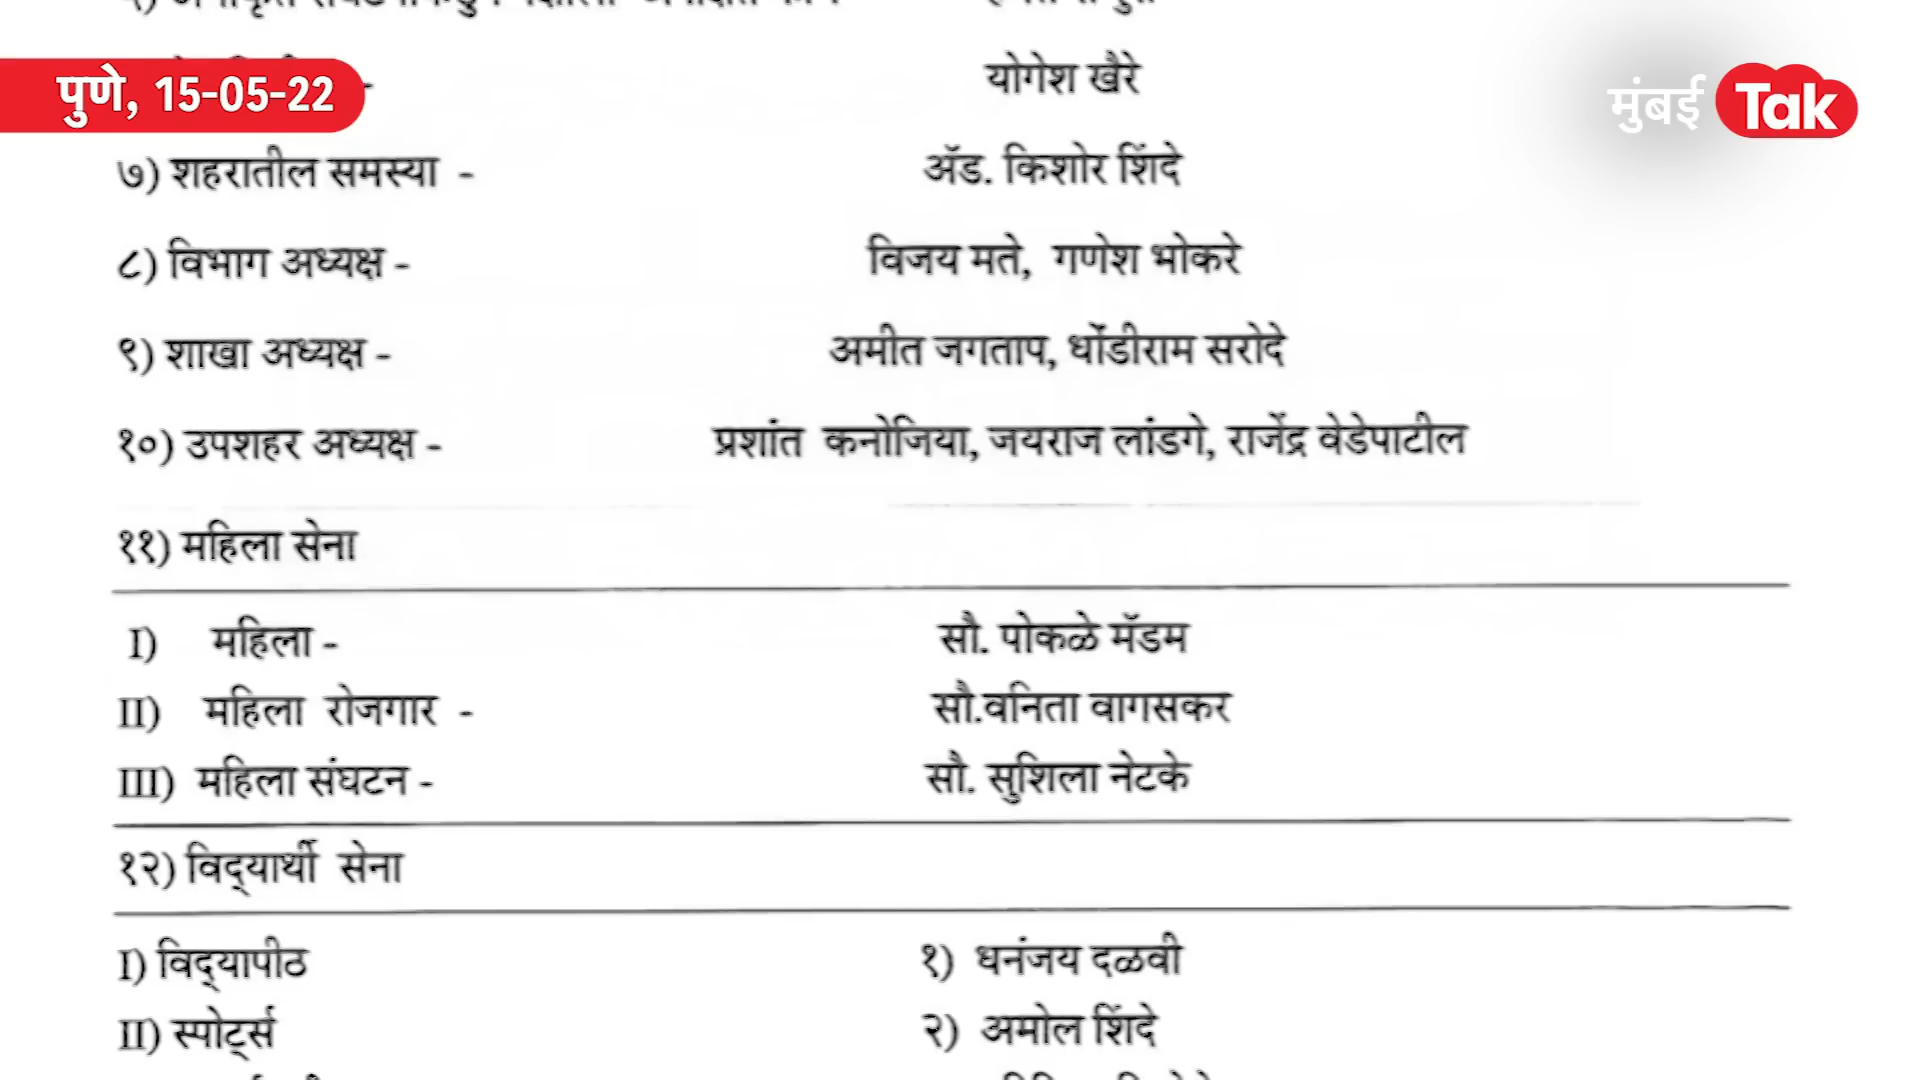 योगेश खैरे
पुणे, 15-05-22
मुंबई Tak
७) शहरातील समस्या - ॲड. किशोर शिंदे
८) विभाग अध्यक्ष - विजय मते, गणेश भोकरे
९) शाखा अध्यक्ष - अमीत जगताप, धोंडीराम सरोदे
१०) उपशहर अध्यक्ष - प्रशांत कनोजिया, जयराज लांडगे, राजेंद्र वेडेपाटील
११) महिला सेना
I) महिला - सौ. पोकळे मॅडम
II) महिला रोजगार - सौ.वनिता वागसकर
III) महिला संघटन - सौ. सुशिला नेटके
१२) विद्‌यार्थी सेना
I) विद्‌यापीठ १) धनंजय दळवी
II) स्पोर्ट्स २) अमोल शिंदे